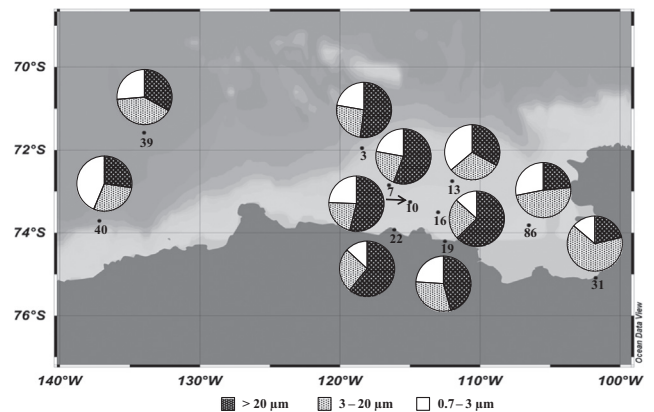 70°S
72°S
74°S
76°S
39
40
3
7
10
13
16
22
19
86
31
140°W
130°W
120°W
110°W
100°W
Ocean Data View
> 20 µm
3 – 20 µm
0.7 – 3 µm